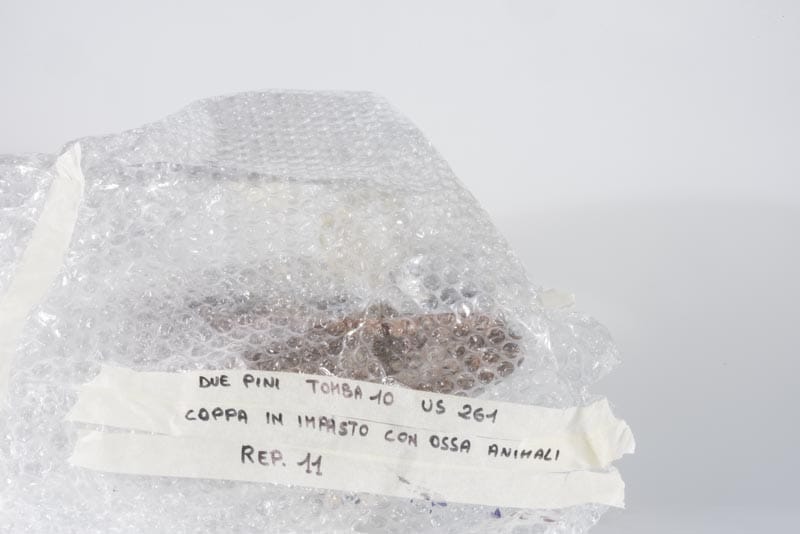 DUE PINI TOMBA 10 US 261
COPPA IN IMPASTO CON OSSA ANIMALI
REP. 11